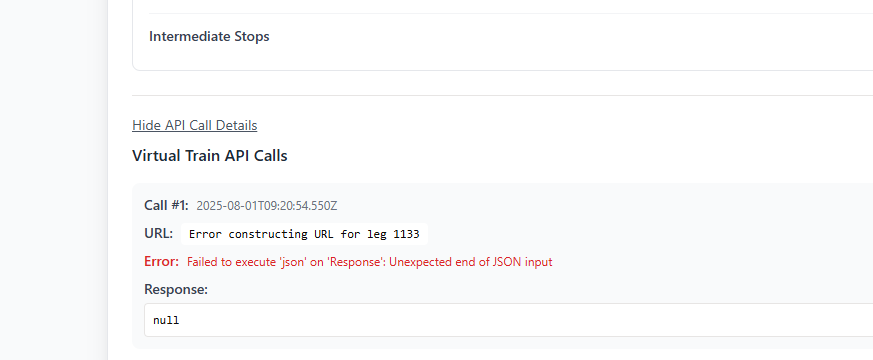 Intermediate Stops
Hide API Call Details
Virtual Train API Calls
Call #1: 2025-08-01T09:20:54.550Z
URL: Error constructing URL for leg 1133
Error: Failed to execute 'json' on 'Response': Unexpected end of JSON input
Response:
null